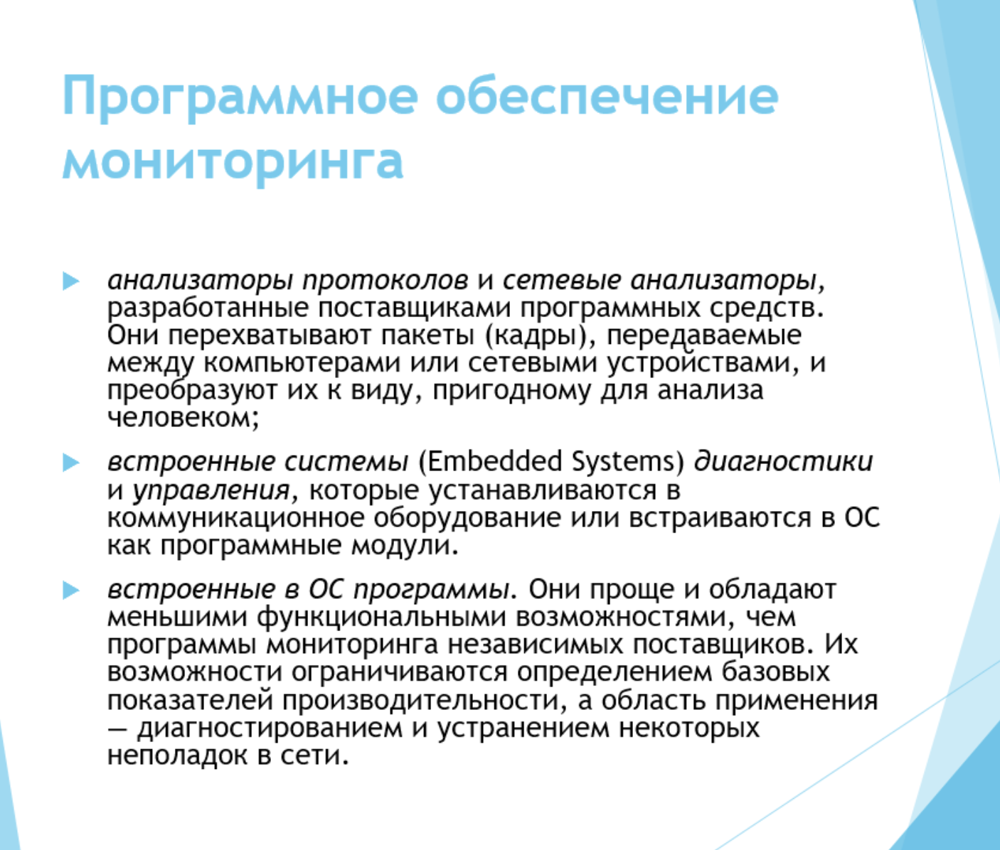 Программное обеспечение
мониторинга
анализаторы протоколов и сетевые анализаторы,
разработанные поставщиками программных средств.
Они перехватывают пакеты (кадры), передаваемые
между компьютерами или сетевыми устройствами, и
преобразуют их к виду, пригодному для анализа
человеком;
встроенные системы (Embedded Systems) диагностики
и управления, которые устанавливаются в
коммуникационное оборудование или встраиваются в ОС
как программные модули.
встроенные в ОС программы. Они проще и обладают
меньшими функциональными возможностями, чем
программы мониторинга независимых поставщиков. Их
возможности ограничиваются определением базовых
показателей производительности, а область применения
— диагностированием и устранением некоторых
неполадок в сети.